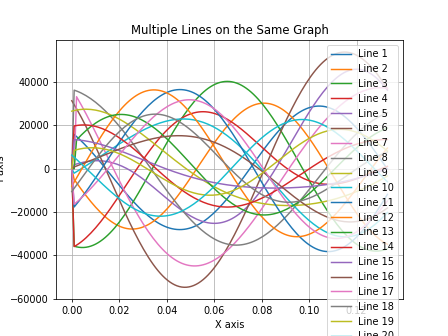 Multiple Lines on the Same Graph
40000
20000
0
−20000
−40000
−60000
0.00
0.02
0.04
0.06
0.08
0.10
X axis
axis
Line 1
Line 2
Line 3
Line 4
Line 5
Line 6
Line 7
Line 8
Line 9
Line 10
Line 11
Line 12
Line 13
Line 14
Line 15
Line 16
Line 17
Line 18
Line 19
Line 20